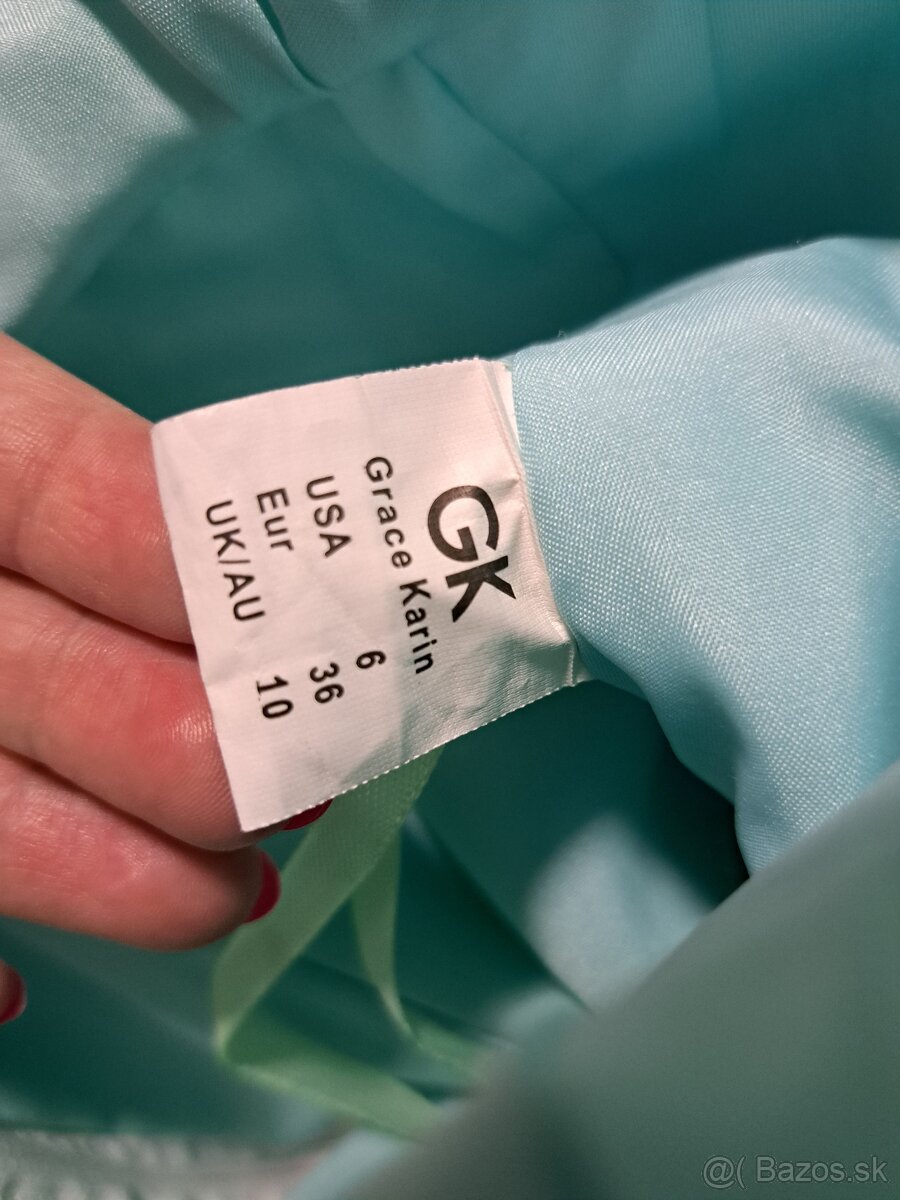 GK
Grace Karin
USA 6
Eur 36
UK/AU 10
@( Bazos.sk